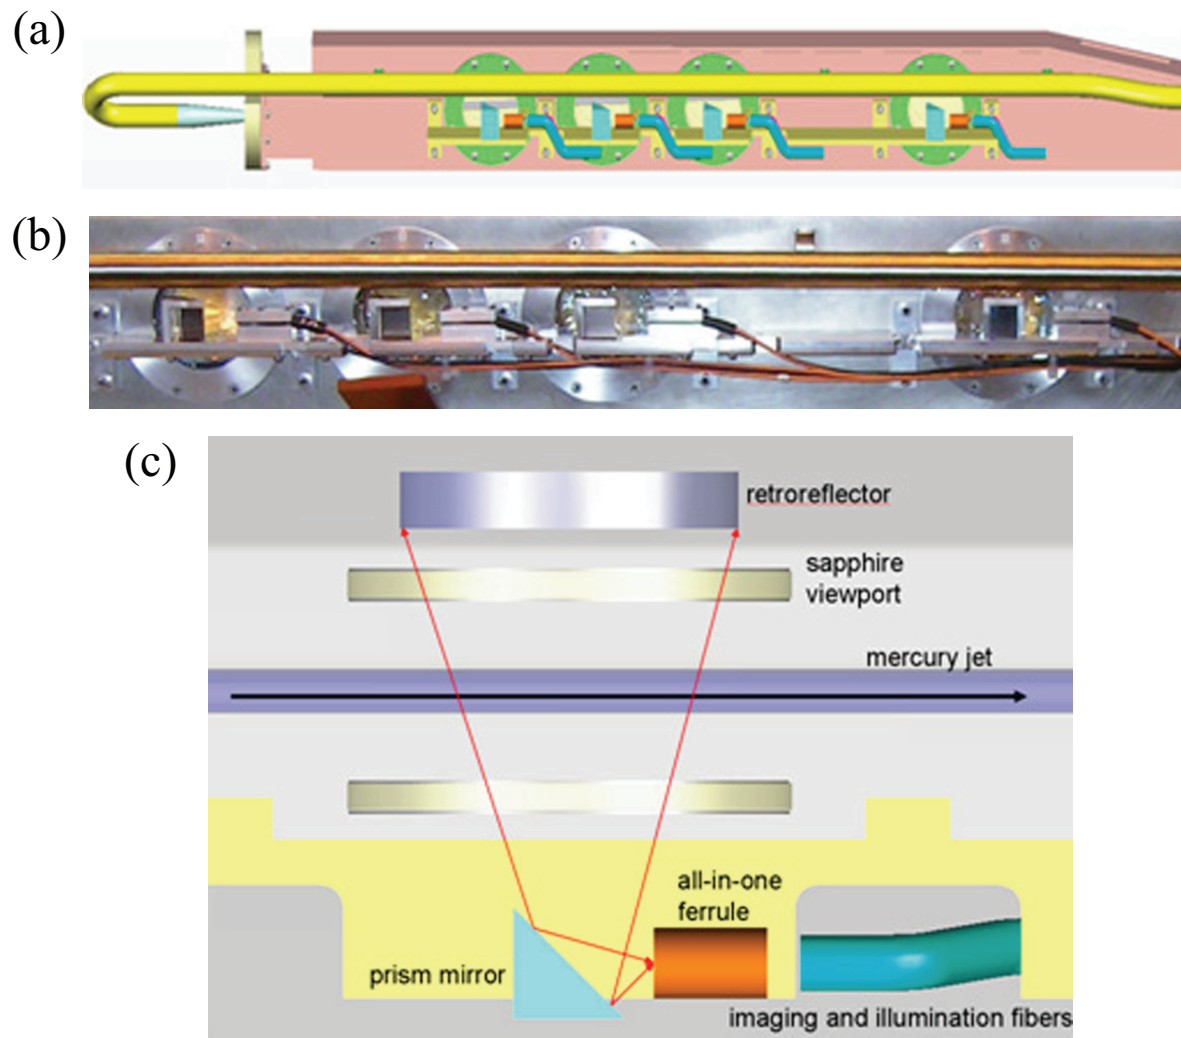 (a)
(b)
(c)
retroreflector
sapphire
viewport
mercury jet
all-in-one
ferrule
prism mirror
imaging and illumination fibers